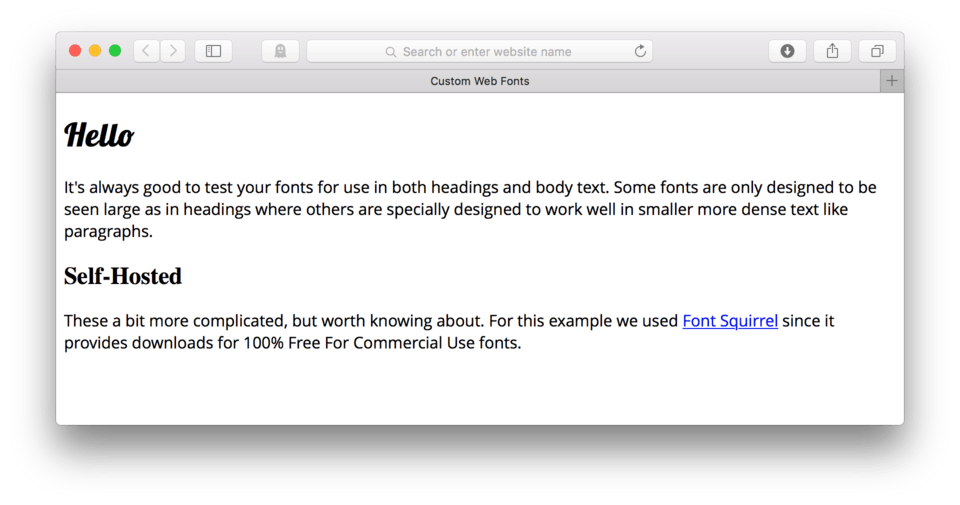 Search or enter website name
Custom Web Fonts
Hello
It's always good to test your fonts for use in both headings and body text. Some fonts are only designed to be
seen large as in headings where others are specially designed to work well in smaller more dense text like
paragraphs.
Self-Hosted
These a bit more complicated, but worth knowing about. For this example we used Font Squirrel since it
provides downloads for 100% Free For Commercial Use fonts.